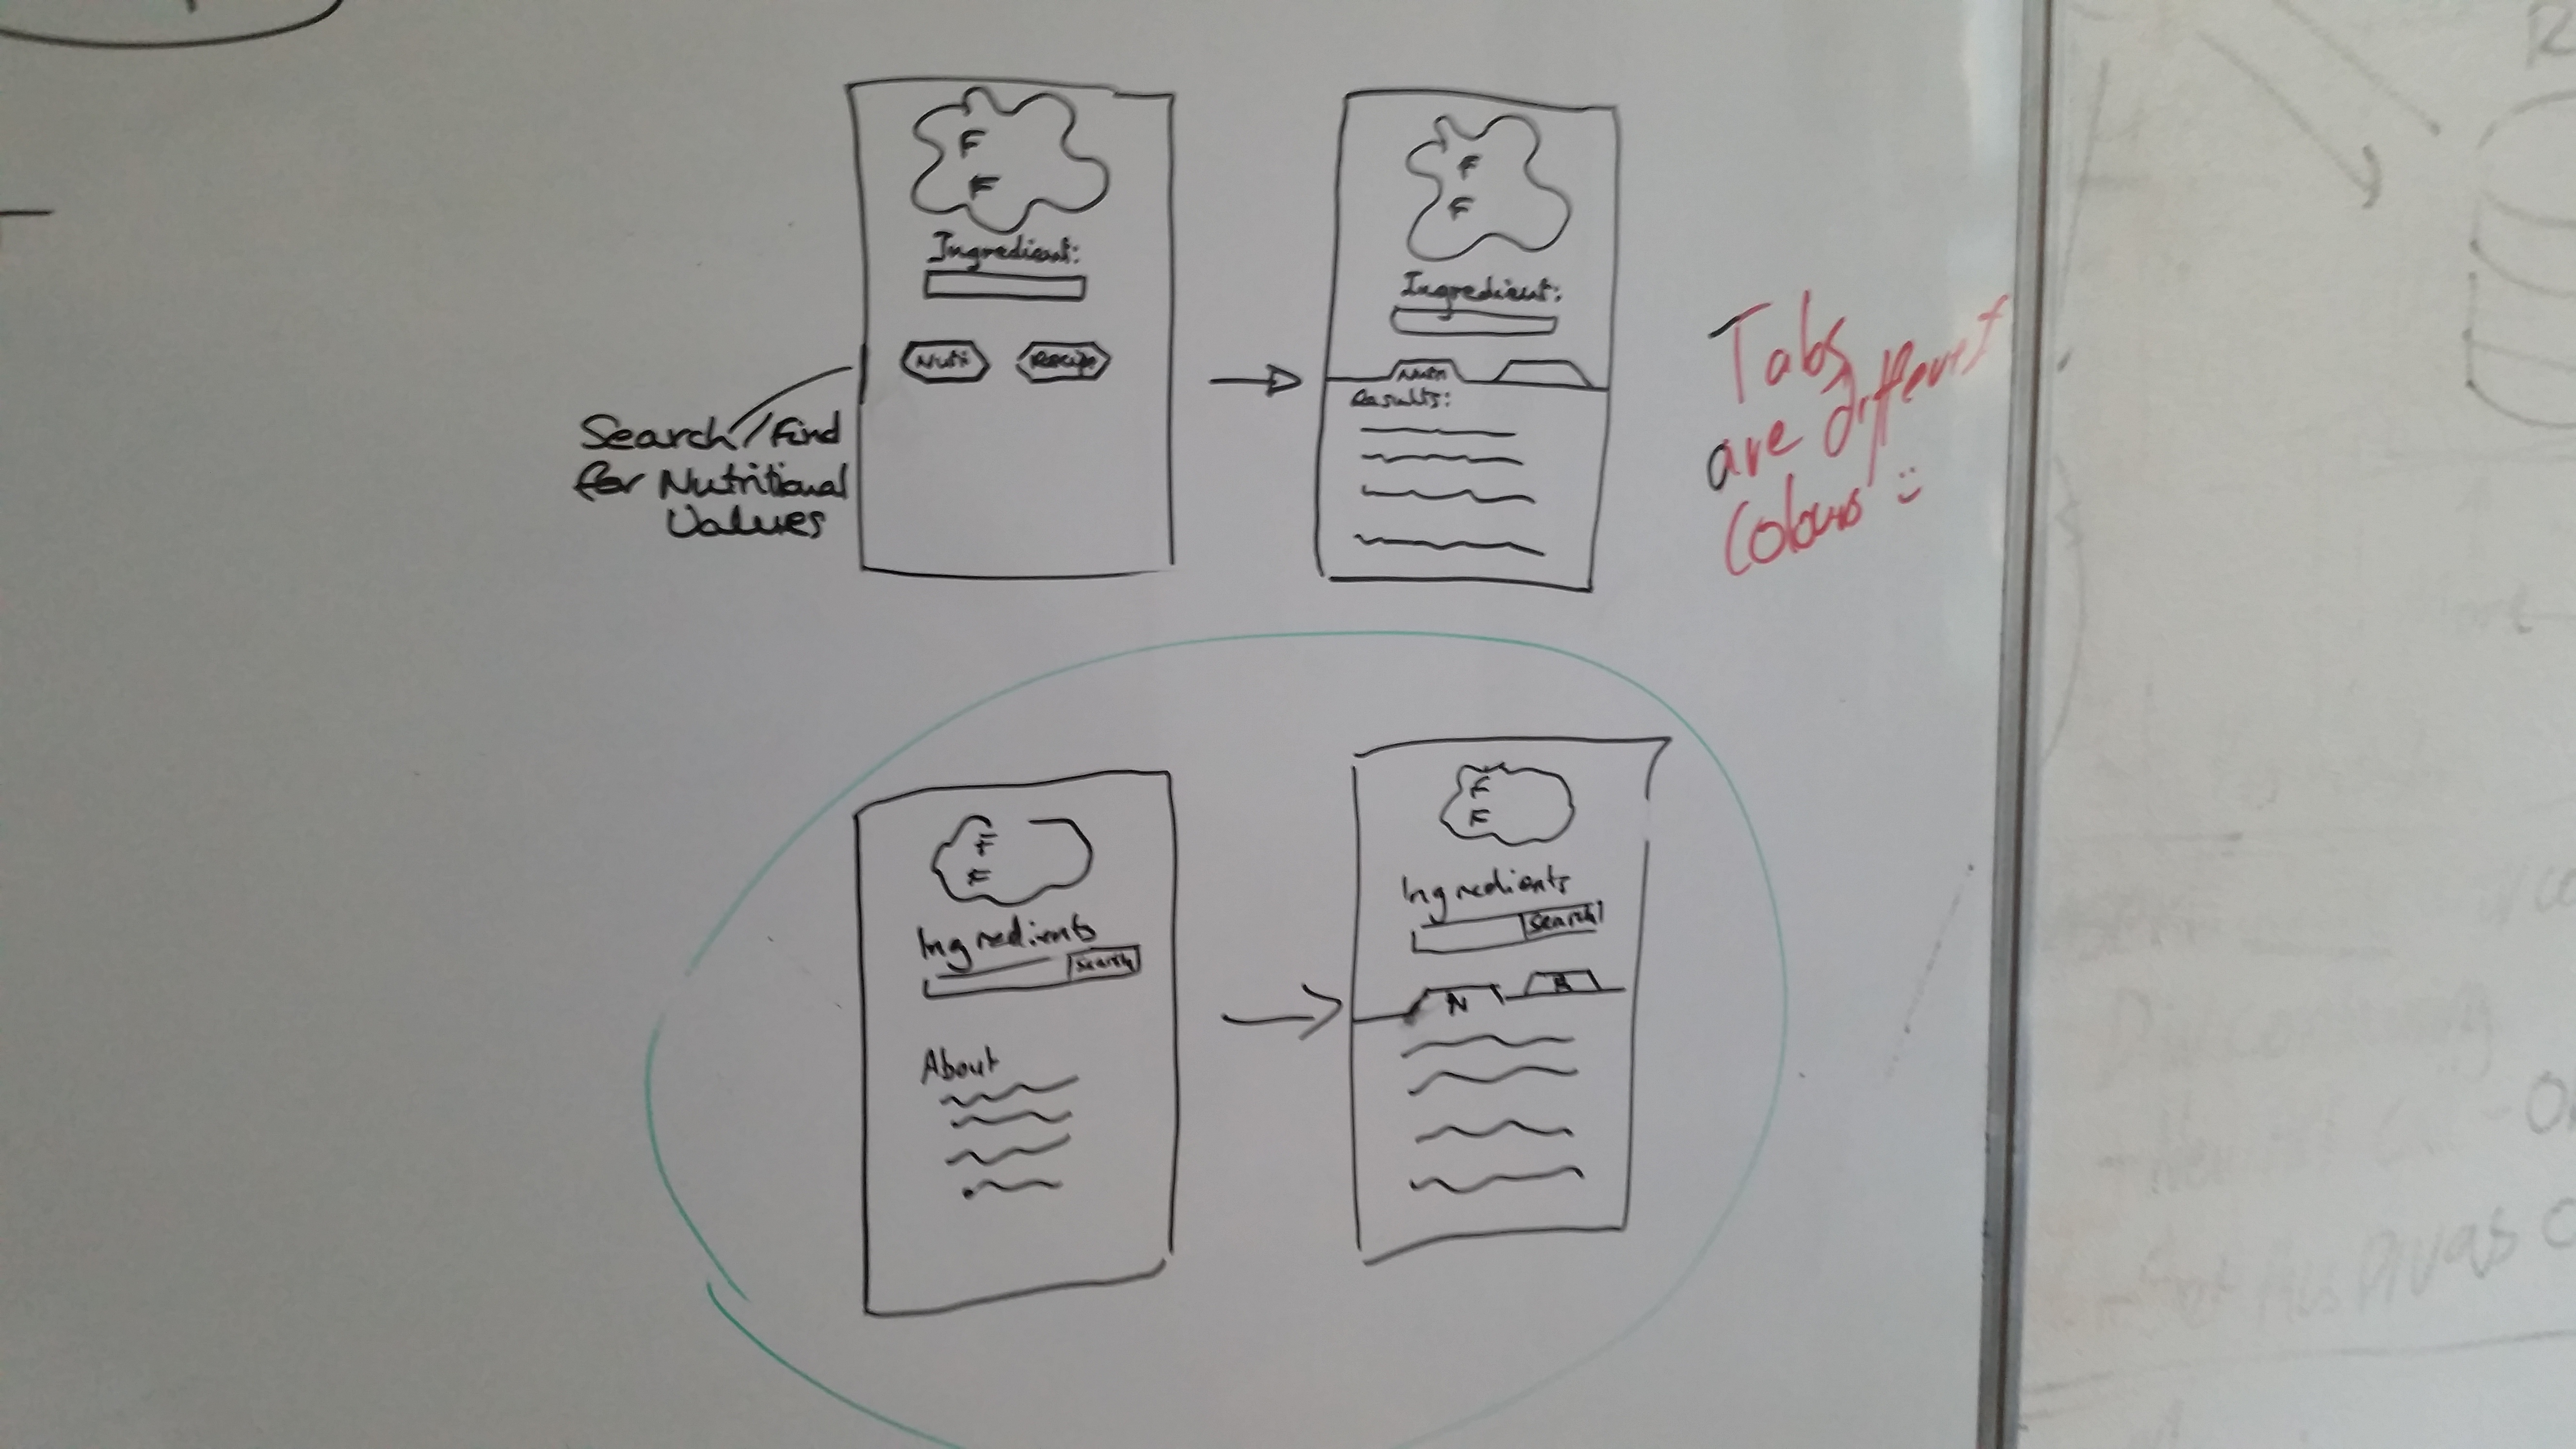 F
F
Ingredient:
Nuti
Recipe
Search/Find
for Nutritional
Values
F
F
Ingredient:
Nutri
Results:
Tabs
are different
Colours :)
F
F
Ingredients
Search
About
F
F
Ingredients
Search
N
R